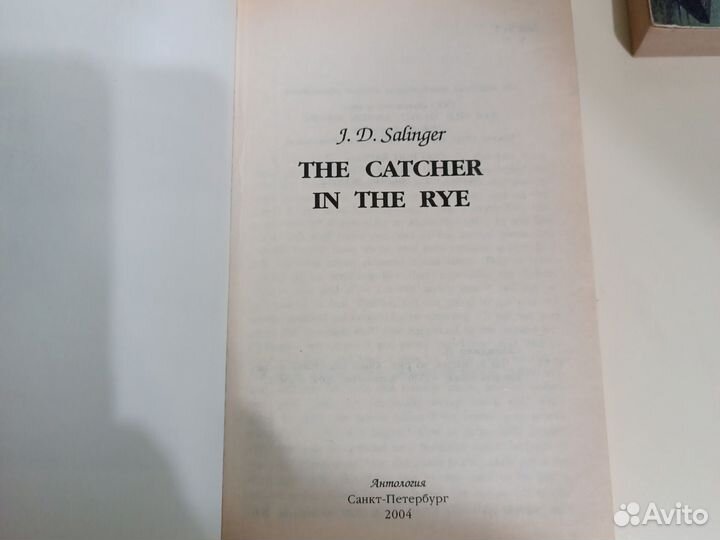 J. D. Salinger
THE CATCHER
IN THE RYE
Антология
Санкт-Петербург
2004
Avito